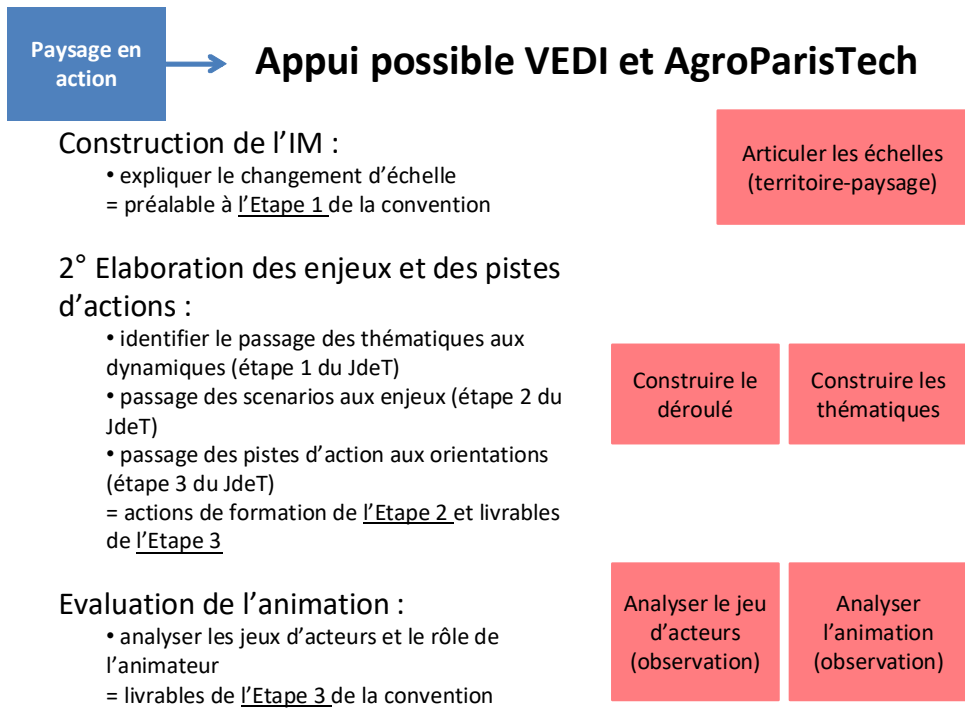 Paysage en
action
Appui possible VEDI et AgroParisTech
Construction de l’IM :
• expliquer le changement d’échelle
= préalable à l’Etape 1 de la convention
Articuler les échelles
(territoire-paysage)
2° Elaboration des enjeux et des pistes
d’actions :
• identifier le passage des thématiques aux
dynamiques (étape 1 du JdeT)
• passage des scenarios aux enjeux (étape 2 du
JdeT)
• passage des pistes d’action aux orientations
(étape 3 du JdeT)
= actions de formation de l’Etape 2 et livrables
de l’Etape 3
Construire le
déroulé
Construire les
thématiques
Evaluation de l’animation :
• analyser les jeux d’acteurs et le rôle de
l’animateur
= livrables de l’Etape 3 de la convention
Analyser le jeu
d’acteurs
(observation)
Analyser
l’animation
(observation)